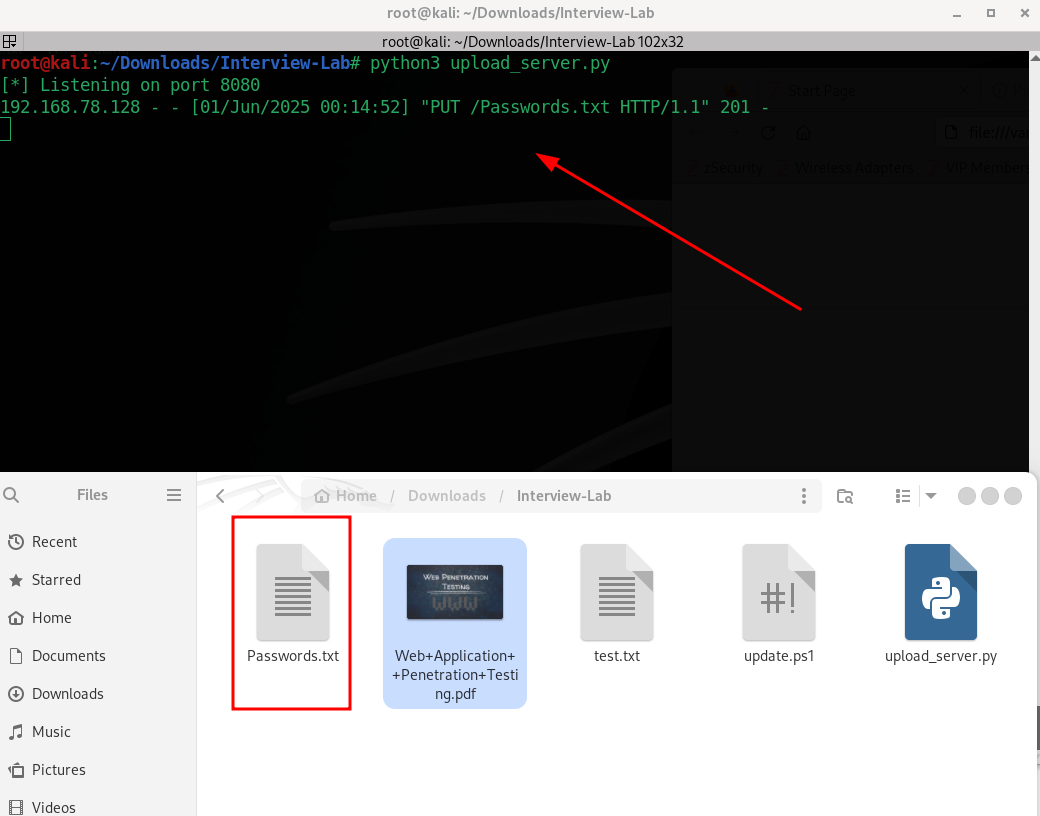 root@kali: ~/Downloads/Interview-Lab
root@kali: ~/Downloads/Interview-Lab 102x32
root@kali:~/Downloads/Interview-Lab# python3 upload_server.py
[*] Listening on port 8080
192.168.78.128 - - [01/Jun/2025 00:14:52] "PUT /Passwords.txt HTTP/1.1" 201 -
Start Page
file:///va
zSecurity
Wireless Adapters
VIP Member
Files
Home / Downloads / Interview-Lab
Recent
Starred
Home
Documents
Downloads
Music
Pictures
Videos
WEB PENETRATION
TESTING
WWW
#!
Passwords.txt
Web+Application+
+Penetration+Testi
ng.pdf
test.txt
update.ps1
upload_server.py